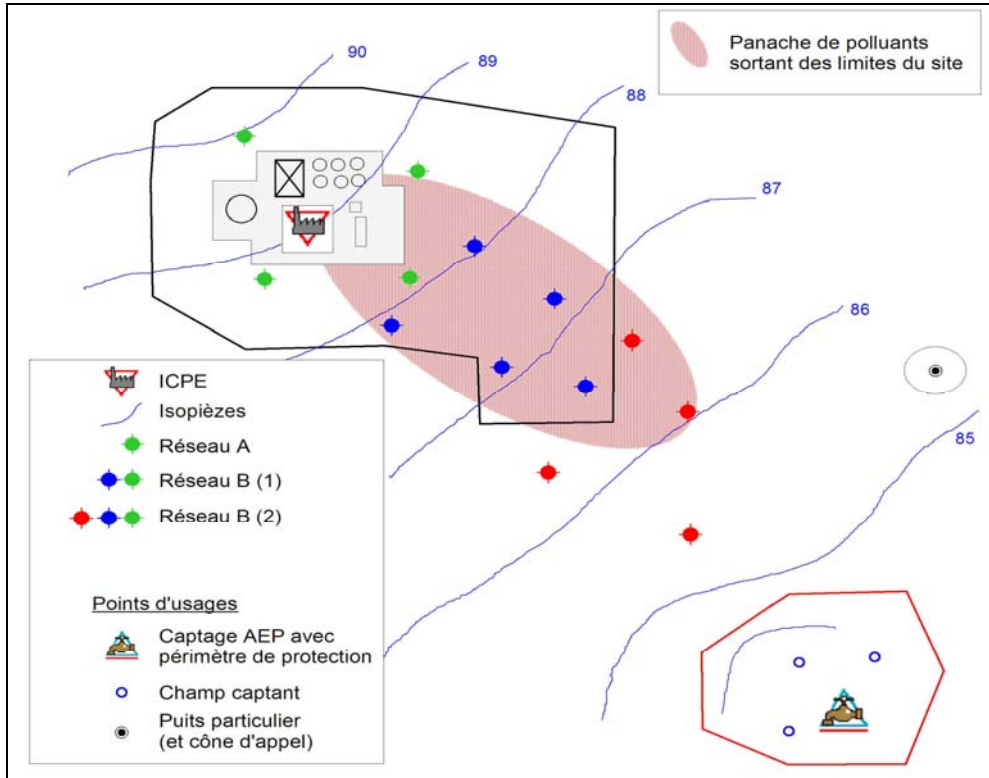 90
89
88
87
86
85
Panache de polluants
sortant des limites du site
ICPE
Isopièzes
Réseau A
Réseau B (1)
Réseau B (2)
Points d'usages
Captage AEP avec
périmètre de protection
Champ captant
Puits particulier
(et cône d'appel)